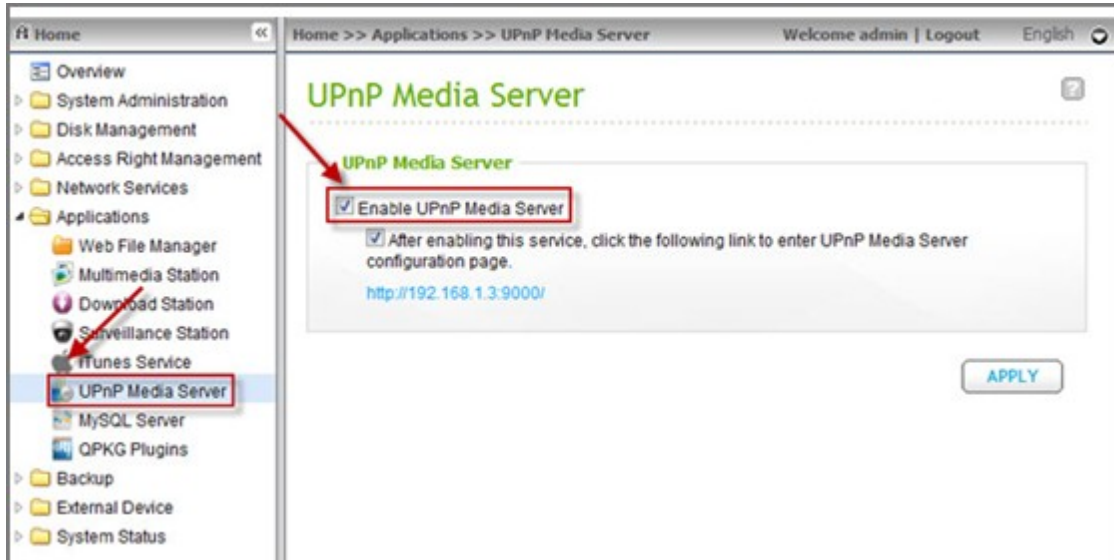 Home
Home >> Applications >> UPnP Media Server
Welcome admin | Logout
English
Overview
System Administration
Disk Management
Access Right Management
Network Services
Applications
Web File Manager
Multimedia Station
Download Station
Surveillance Station
iTunes Service
UPnP Media Server
MySQL Server
QPKG Plugins
Backup
External Device
System Status
UPnP Media Server
?
UPnP Media Server
Enable UPnP Media Server
After enabling this service, click the following link to enter UPnP Media Server
configuration page.
http://192.168.1.3:9000/
APPLY